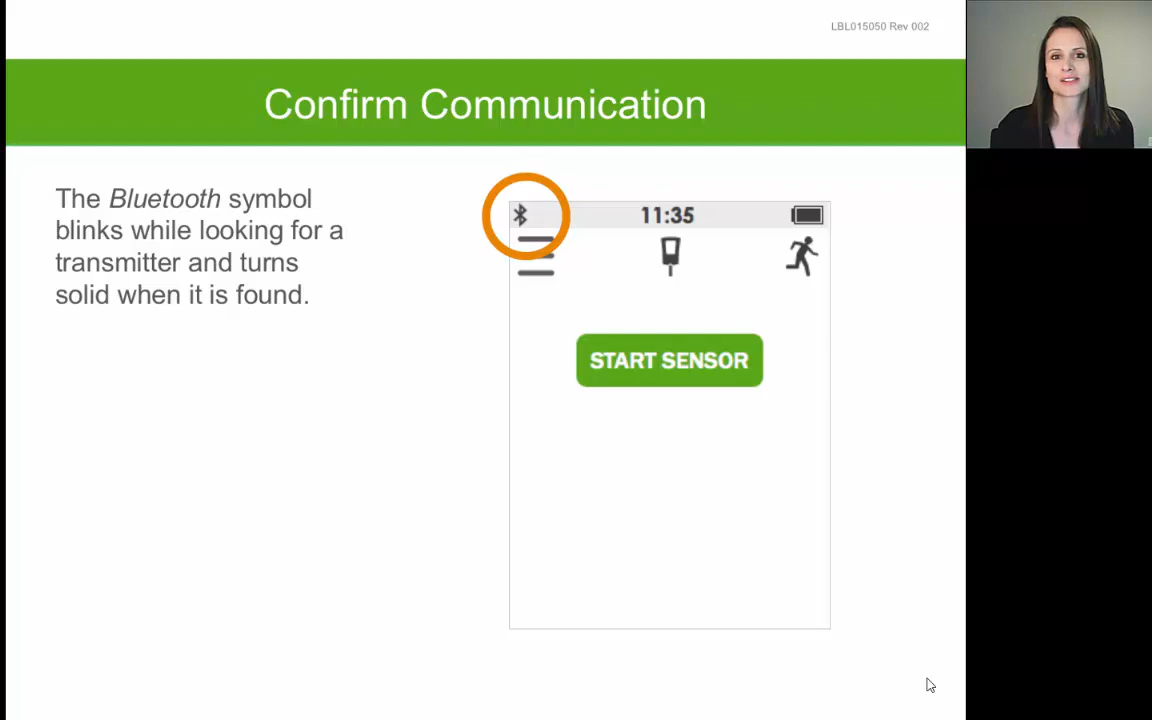 LBL015050 Rev 002
Confirm Communication
The Bluetooth symbol
blinks while looking for a
transmitter and turns
solid when it is found.
11:35
START SENSOR